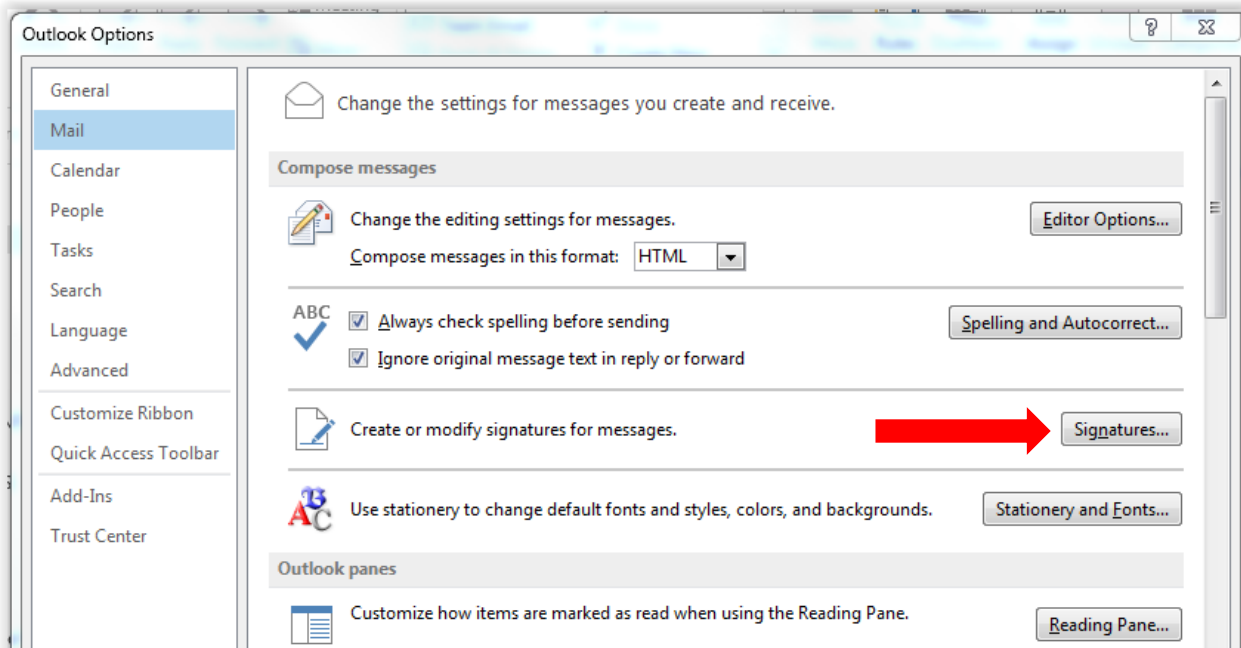 Outlook Options
General
Mail
Calendar
People
Tasks
Search
Language
Advanced
Customize Ribbon
Quick Access Toolbar
Add-Ins
Trust Center
Change the settings for messages you create and receive.
Compose messages
Change the editing settings for messages.
Editor Options...
Compose messages in this format: HTML
ABC
Always check spelling before sending
Spelling and Autocorrect...
Ignore original message text in reply or forward
Create or modify signatures for messages.
Signatures...
Use stationery to change default fonts and styles, colors, and backgrounds.
Stationery and Fonts...
Outlook panes
Customize how items are marked as read when using the Reading Pane.
Reading Pane...